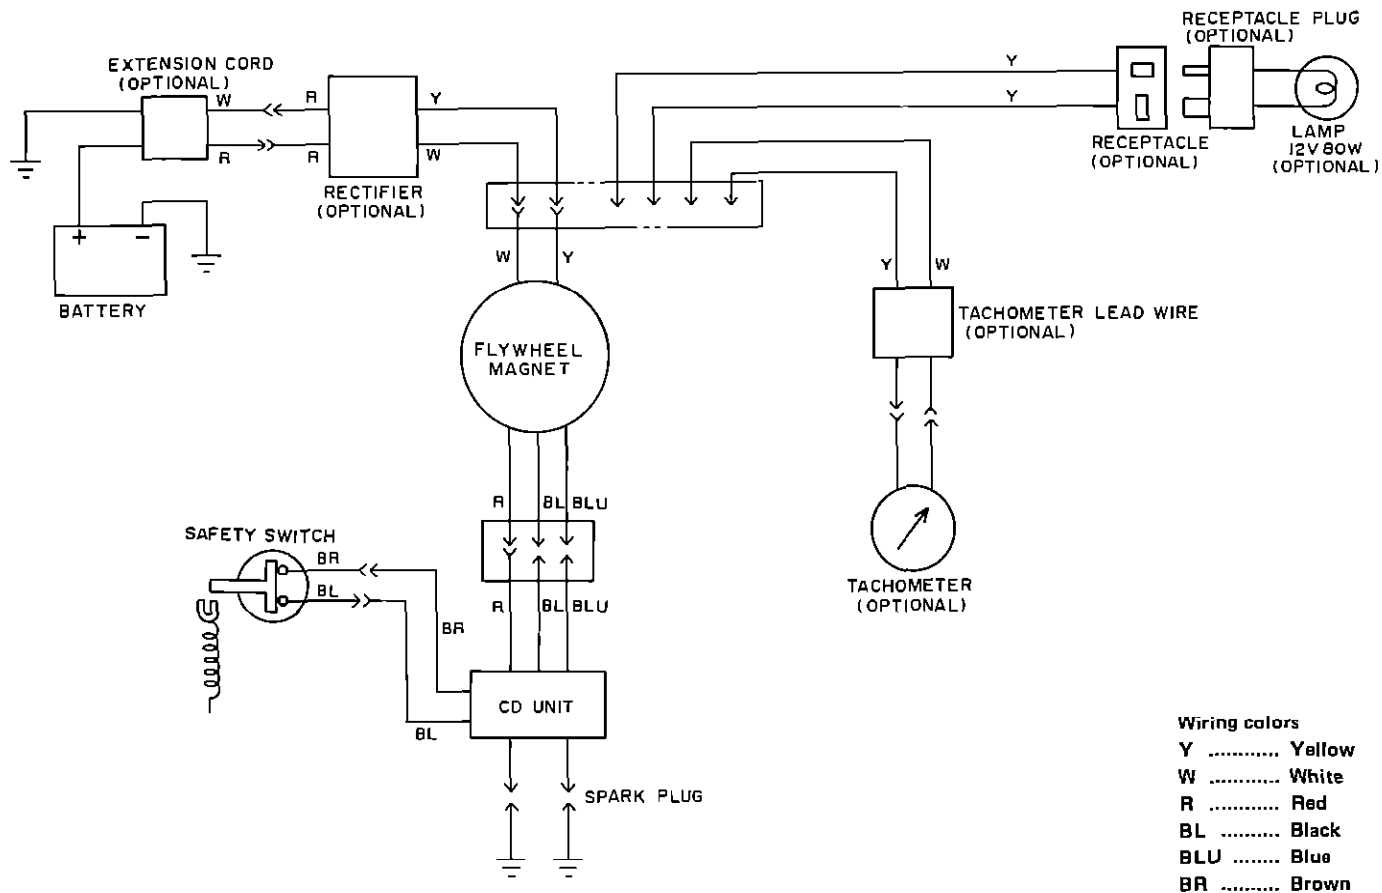 RECEPTACLE PLUG
(OPTIONAL)
EXTENSION CORD
(OPTIONAL)
W
R
Y
Y
Y
R
R
W
RECTIFIER
(OPTIONAL)
RECEPTACLE
(OPTIONAL)
LAMP
12V80W
(OPTIONAL)
+
−
BATTERY
W
Y
Y
W
FLYWHEEL
MAGNET
TACHOMETER LEAD WIRE
(OPTIONAL)
R
BL
BLU
SAFETY SWITCH
BR
BL
R
BL
BLU
BR
BL
CD UNIT
TACHOMETER
(OPTIONAL)
SPARK PLUG
Wiring colors
Y ............ Yellow
W ............ White
R ............ Red
BL .......... Black
BLU ........ Blue
BR .......... Brown